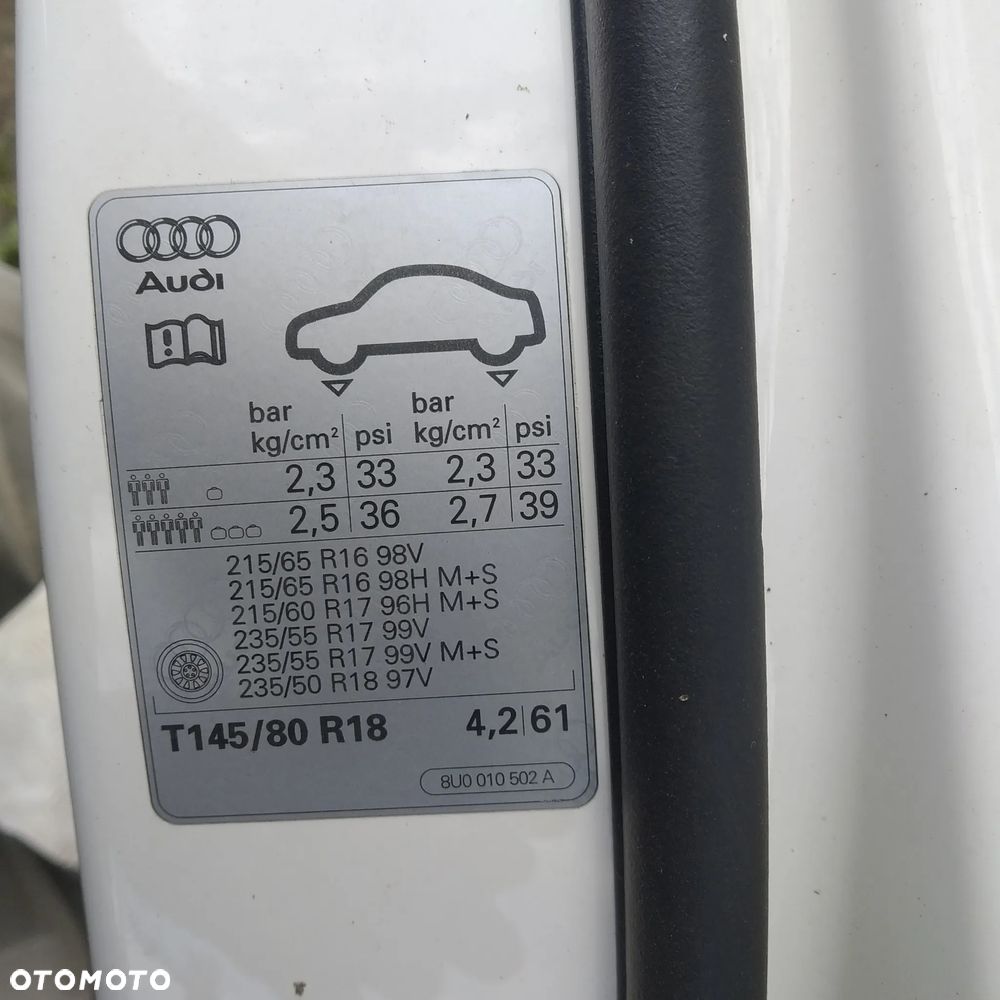 Audi
bar bar
kg/cm² psi kg/cm² psi
2,3 33 2,3 33
2,5 36 2,7 39
215/65 R16 98V
215/65 R16 98H M+S
215/60 R17 96H M+S
235/55 R17 99V
235/55 R17 99V M+S
235/50 R18 97V
T145/80 R18 4,2 61
8U0 010 502 A
OTOMOTO